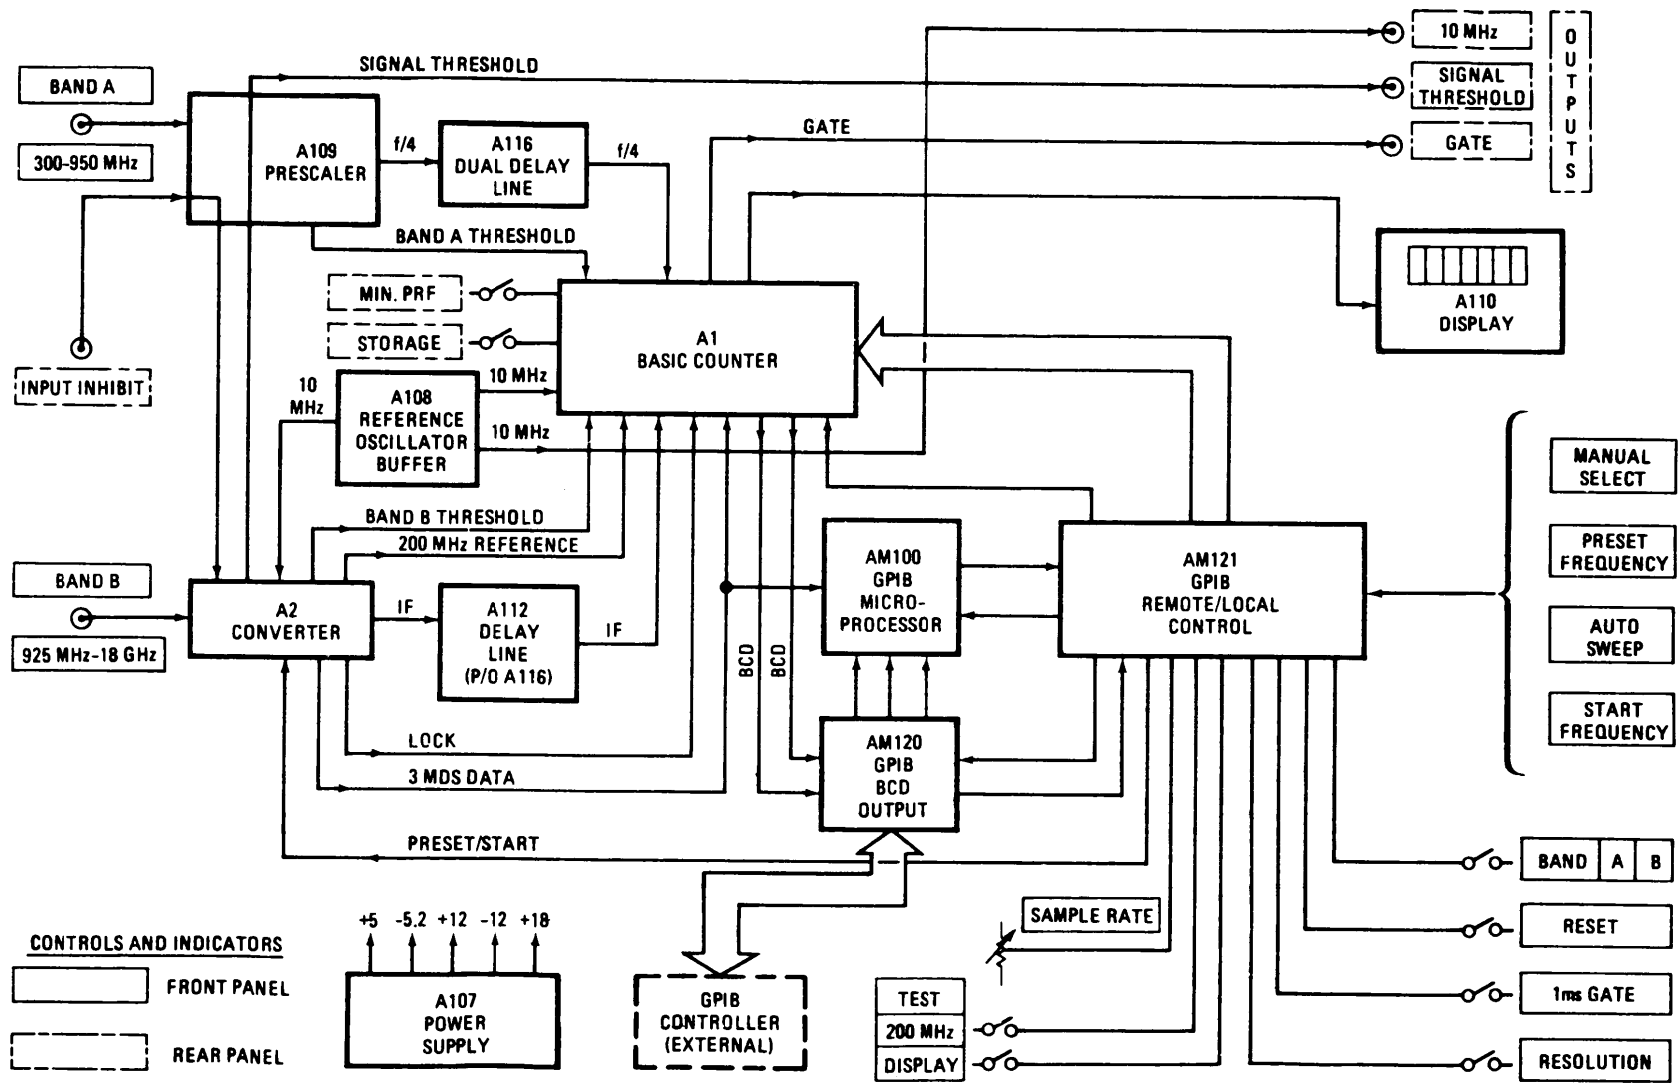 10 MHz
SIGNAL THRESHOLD
SIGNAL
THRESHOLD
OUTPUTS
BAND A
GATE
GATE
A109
PRESCALER
f/4
A116
DUAL DELAY
LINE
f/4
300-950 MHz
BAND A THRESHOLD
MIN. PRF
STORAGE
A1
BASIC COUNTER
A110
DISPLAY
INPUT INHIBIT
10
MHz
A108
REFERENCE
OSCILLATOR
BUFFER
10 MHz
10 MHz
MANUAL
SELECT
PRESET
FREQUENCY
AUTO
SWEEP
START
FREQUENCY
BAND B THRESHOLD
200 MHz REFERENCE
BAND B
925 MHz-18 GHz
A2
CONVERTER
IF
A112
DELAY
LINE
(P/O A116)
IF
BCD
BCD
AM100
GPIB
MICRO-
PROCESSOR
AM121
GPIB
REMOTE/LOCAL
CONTROL
LOCK
3 MDS DATA
AM120
GPIB
BCD
OUTPUT
PRESET/START
BAND A B
RESET
1ms GATE
RESOLUTION
SAMPLE RATE
TEST
200 MHz
DISPLAY
GPIB
CONTROLLER
(EXTERNAL)
+5 -5.2 +12 -12 +18
A107
POWER
SUPPLY
CONTROLS AND INDICATORS
FRONT PANEL
REAR PANEL